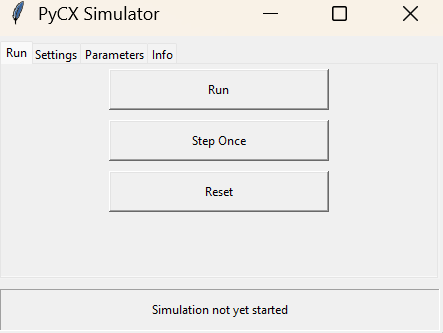 PyCX Simulator
Run Settings Parameters Info
Run
Step Once
Reset
Simulation not yet started